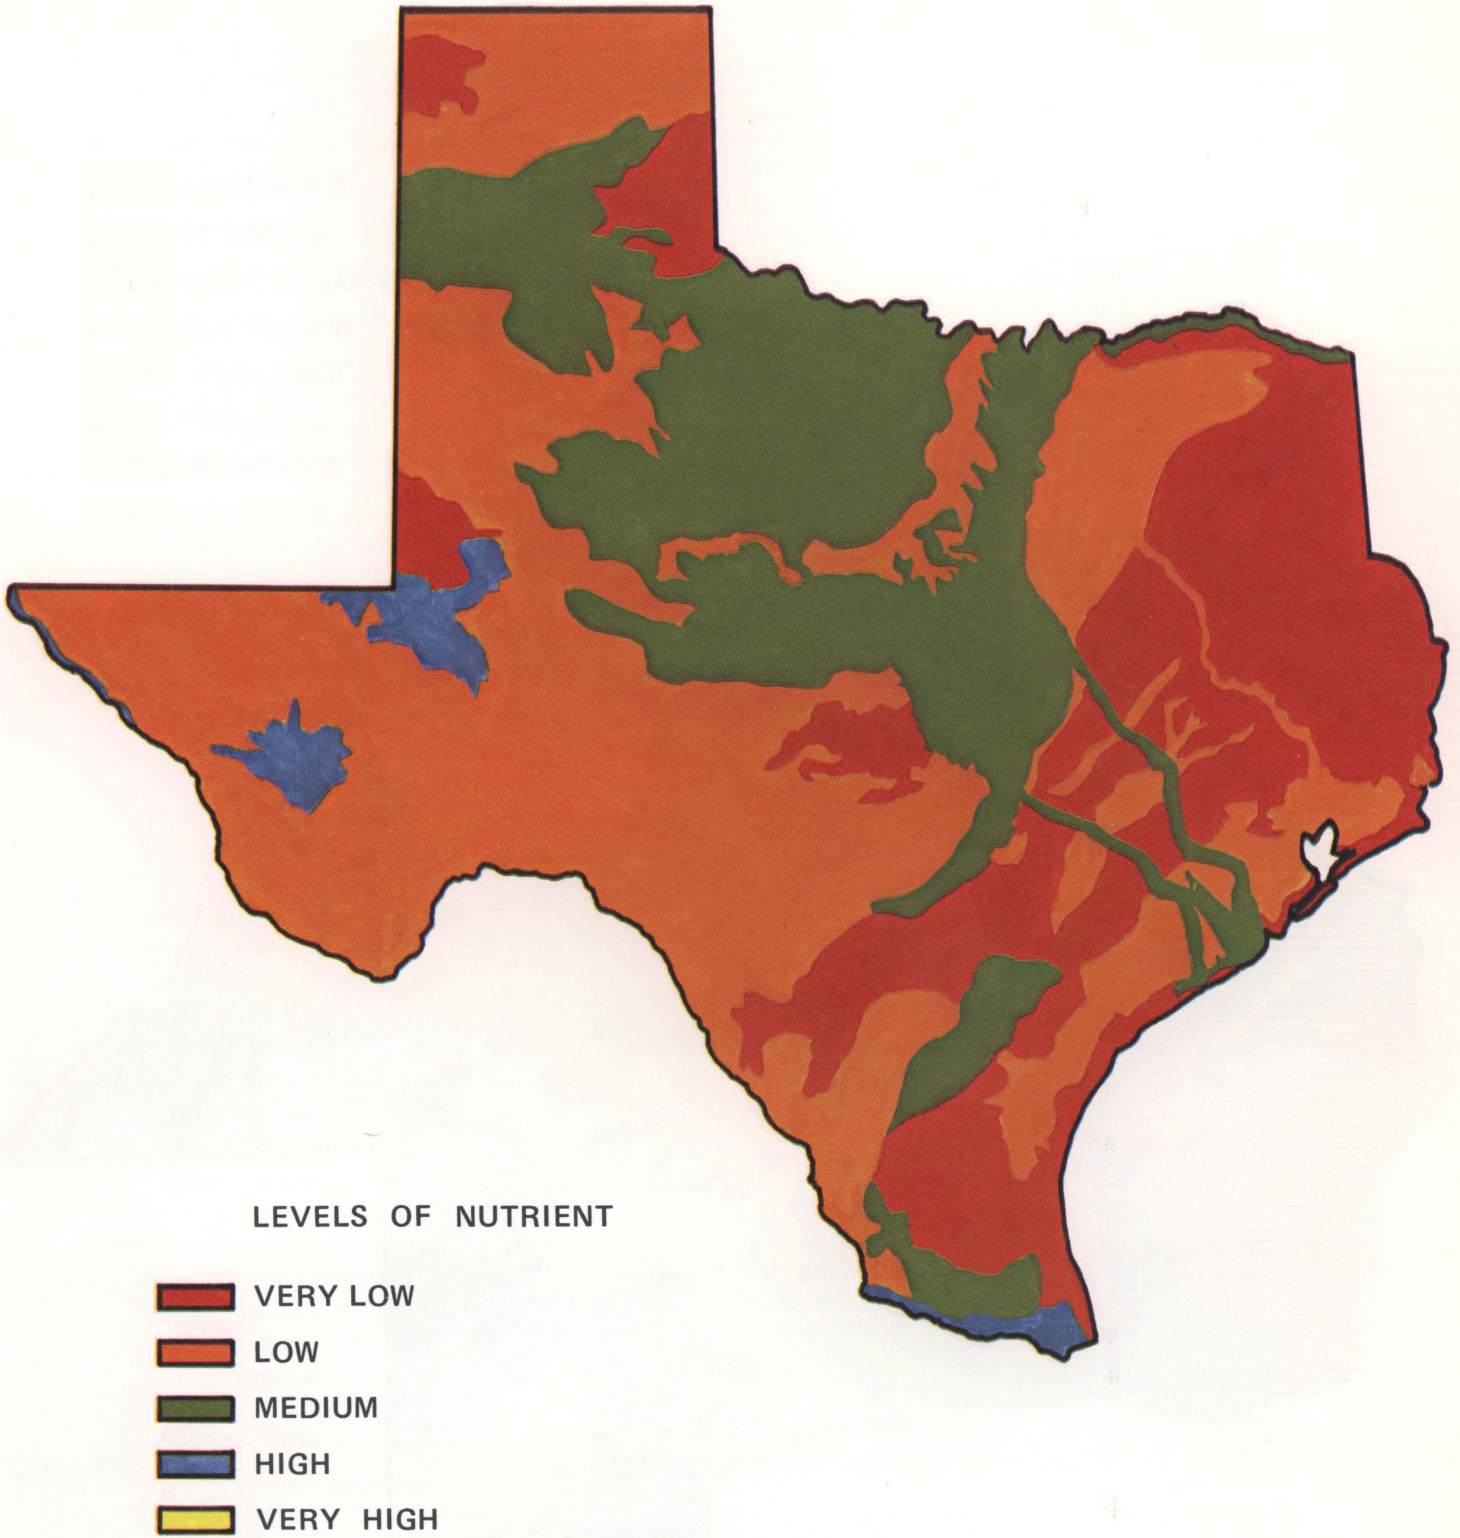 LEVELS OF NUTRIENT
VERY LOW
LOW
MEDIUM
HIGH
VERY HIGH